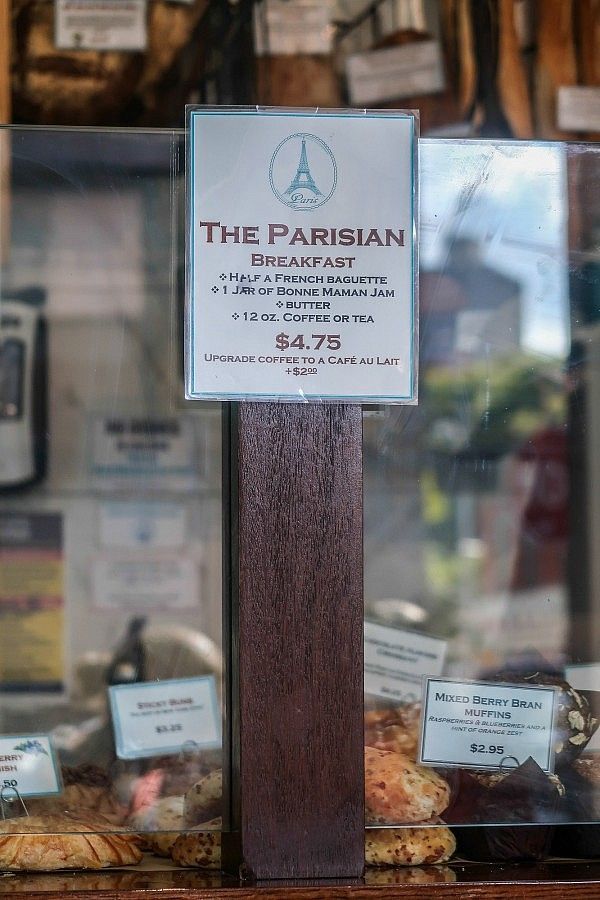 Paris
THE PARISIAN
BREAKFAST
❖ HALF A FRENCH BAGUETTE
❖ 1 JAR OF BONNE MAMAN JAM
❖ BUTTER
❖ 12 OZ. COFFEE OR TEA
$4.75
UPGRADE COFFEE TO A CAFÉ AU LAIT
+$2⁰⁰
STICKY BUNS
$3.25
MIXED BERRY BRAN
MUFFINS
RASPBERRIES & BLUEBERRIES AND A
HINT OF ORANGE ZEST
$2.95
.50